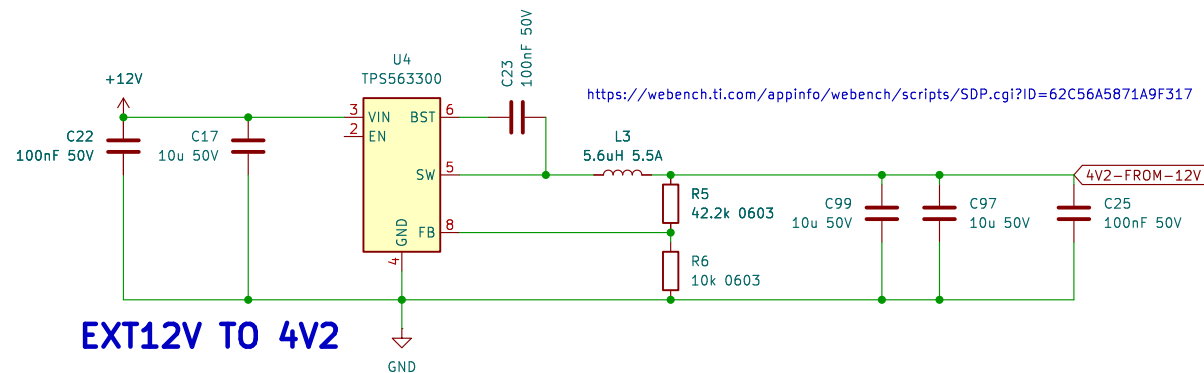 C23
100nF 50V
U4
TPS563300
+12V
https://webench.ti.com/appinfo/webench/scripts/SDP.cgi?ID=62C56A5871A9F317
3
VIN
BST
6
2
EN
C22
100nF 50V
C17
10u 50V
L3
5.6uH 5.5A
SW
5
4V2-FROM-12V
R5
42.2k 0603
C99
10u 50V
C97
10u 50V
C25
100nF 50V
GND
FB
8
4
R6
10k 0603
EXT12V TO 4V2
GND